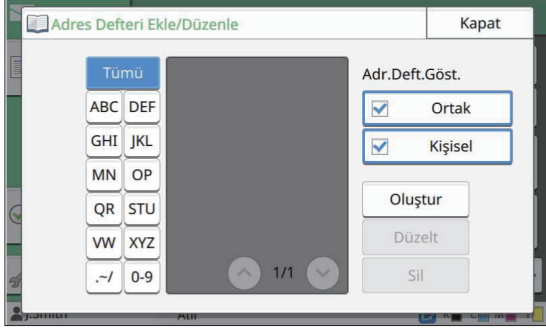 Adres Defteri Ekle/Düzenle
Kapat
Tümü
ABC DEF
GHI JKL
MN OP
QR STU
VW XYZ
.~/ 0-9
1/1
Adr.Deft.Göst.
Ortak
Kişisel
Oluştur
Düzelt
Sil